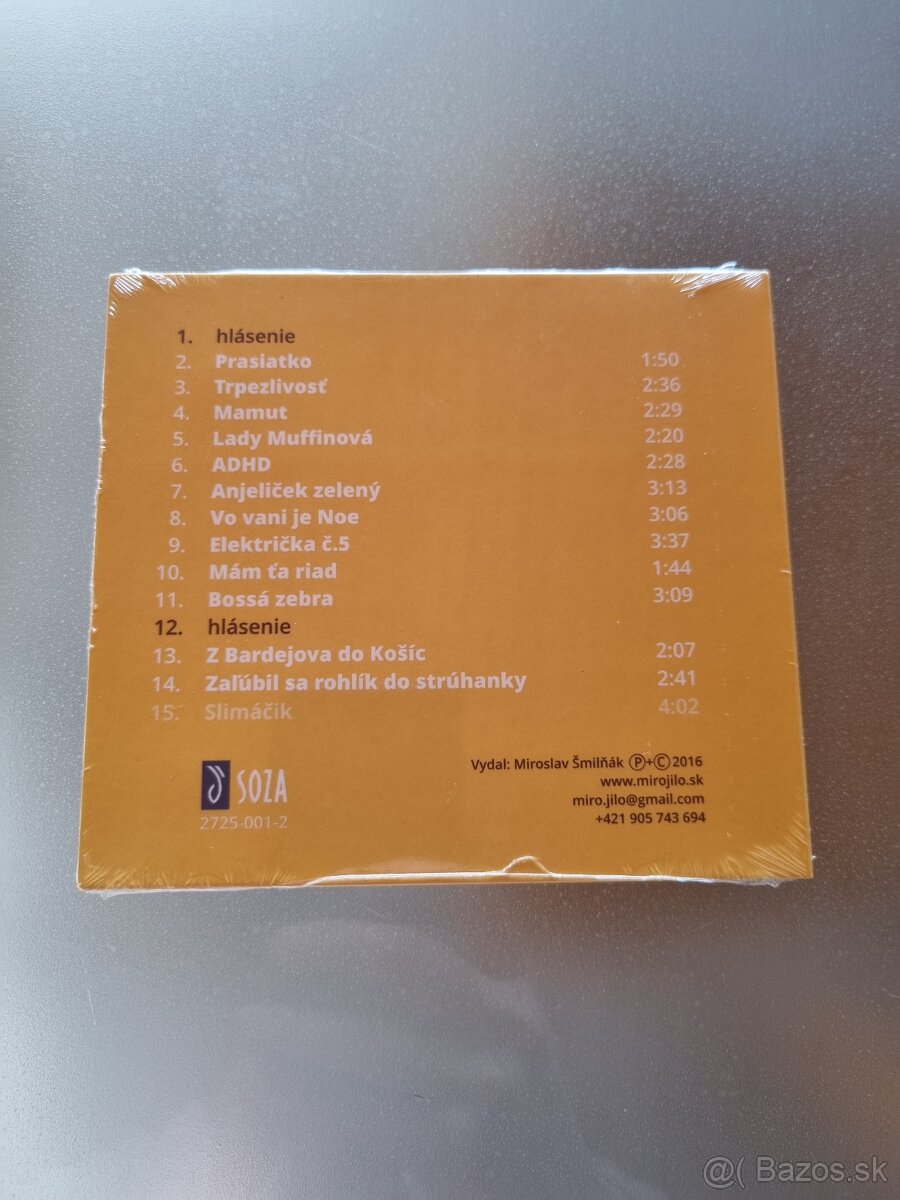 1. hlásenie
2. Prasiatko 1:50
3. Trpezlivosť 2:36
4. Mamut 2:29
5. Lady Muffinová 2:20
6. ADHD 2:28
7. Anjeliček zelený 3:13
8. Vo vani je Noe 3:06
9. Električka č.5 3:37
10. Mám ťa riad 1:44
11. Bossá zebra 3:09
12. hlásenie
13. Z Bardejova do Košíc 2:07
14. Zaľúbil sa rohlík do strúhanky 2:41
15. Slimáčik 4:02
SOZA
2725-001-2
Vydal: Miroslav Šmilňák Ⓟ+Ⓒ 2016
www.mirojilo.sk
miro.jilo@gmail.com
+421 905 743 694
@( Bazos.sk